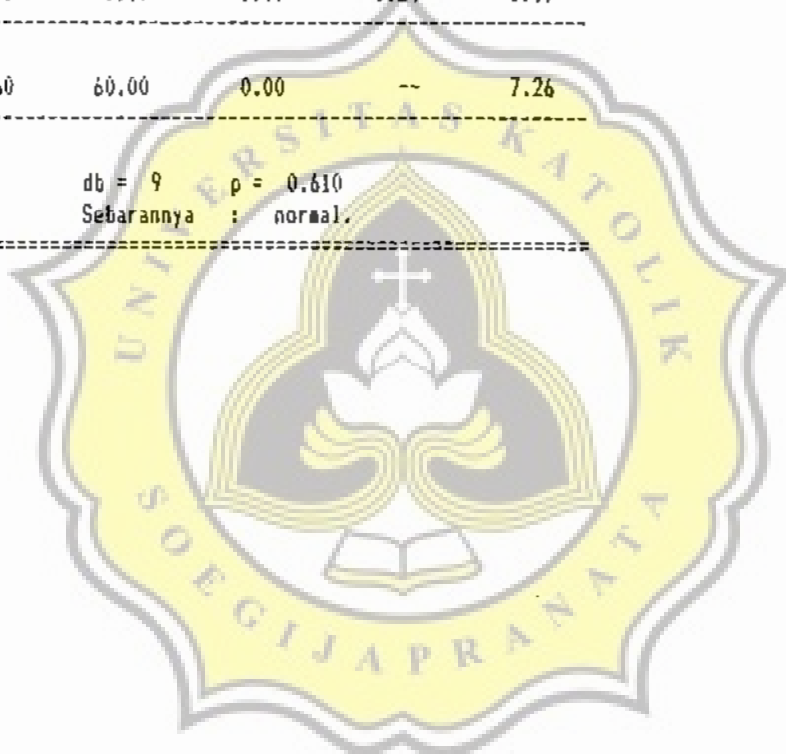 60.00 0.00 -- 7.26
db = 9 p = 0.610
Sebarannya : normal.
UNIVERSITAS KATOLIK
SOEGIJAPRANATA